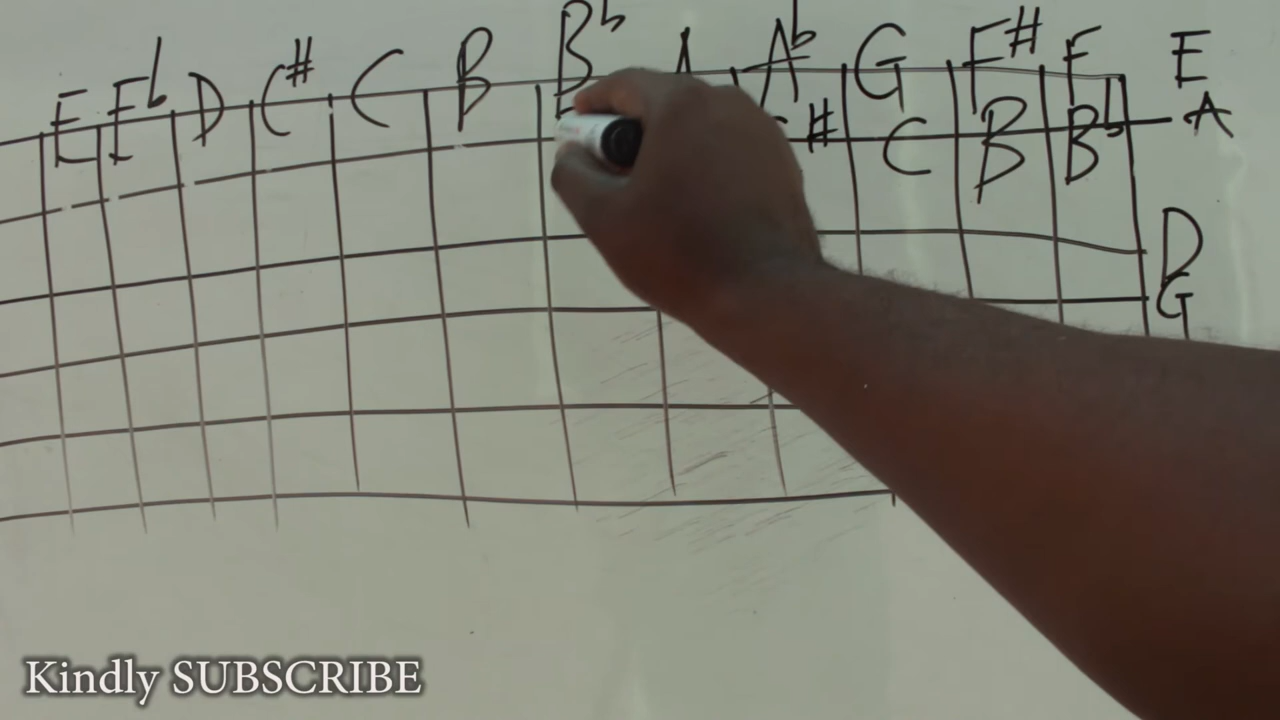 E E♭ D C# C B B♭ A A♭ G F# F E
# C B B♭ A
D
G
Kindly SUBSCRIBE